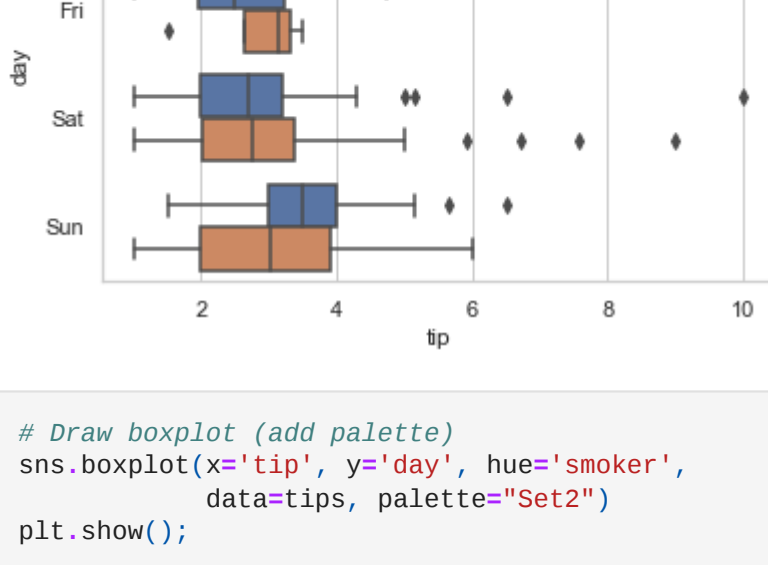 Fri
day
Sat
Sun
2 4 6 8 10
tip
# Draw boxplot (add palette)
sns.boxplot(x='tip', y='day', hue='smoker',
            data=tips, palette="Set2")
plt.show();